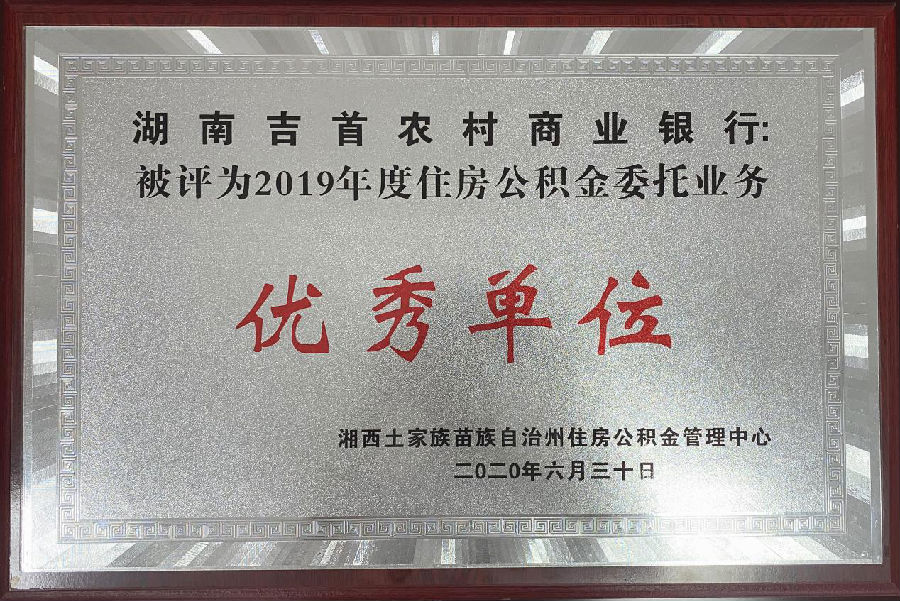 湖南吉首农村商业银行:
被评为2019年度住房公积金委托业务
优秀单位
湘西土家族苗族自治州住房公积金管理中心
二0二0年六月三十日